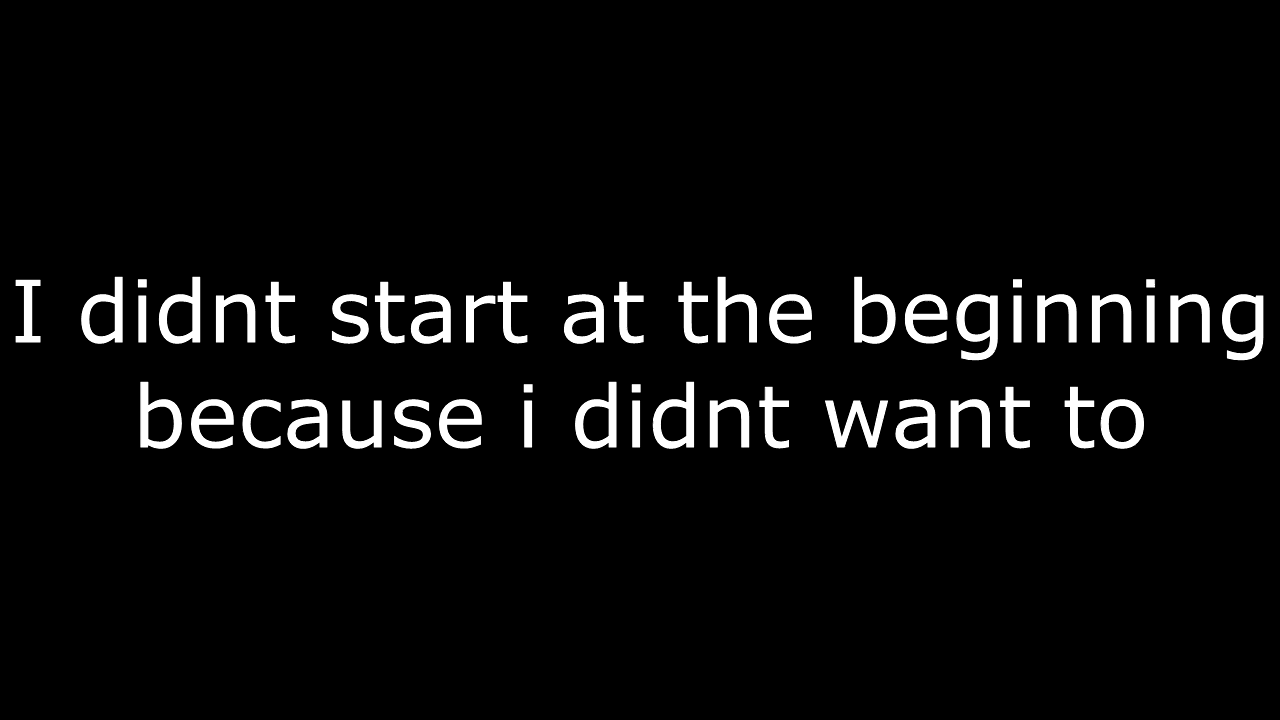 I didnt start at the beginning
because i didnt want to